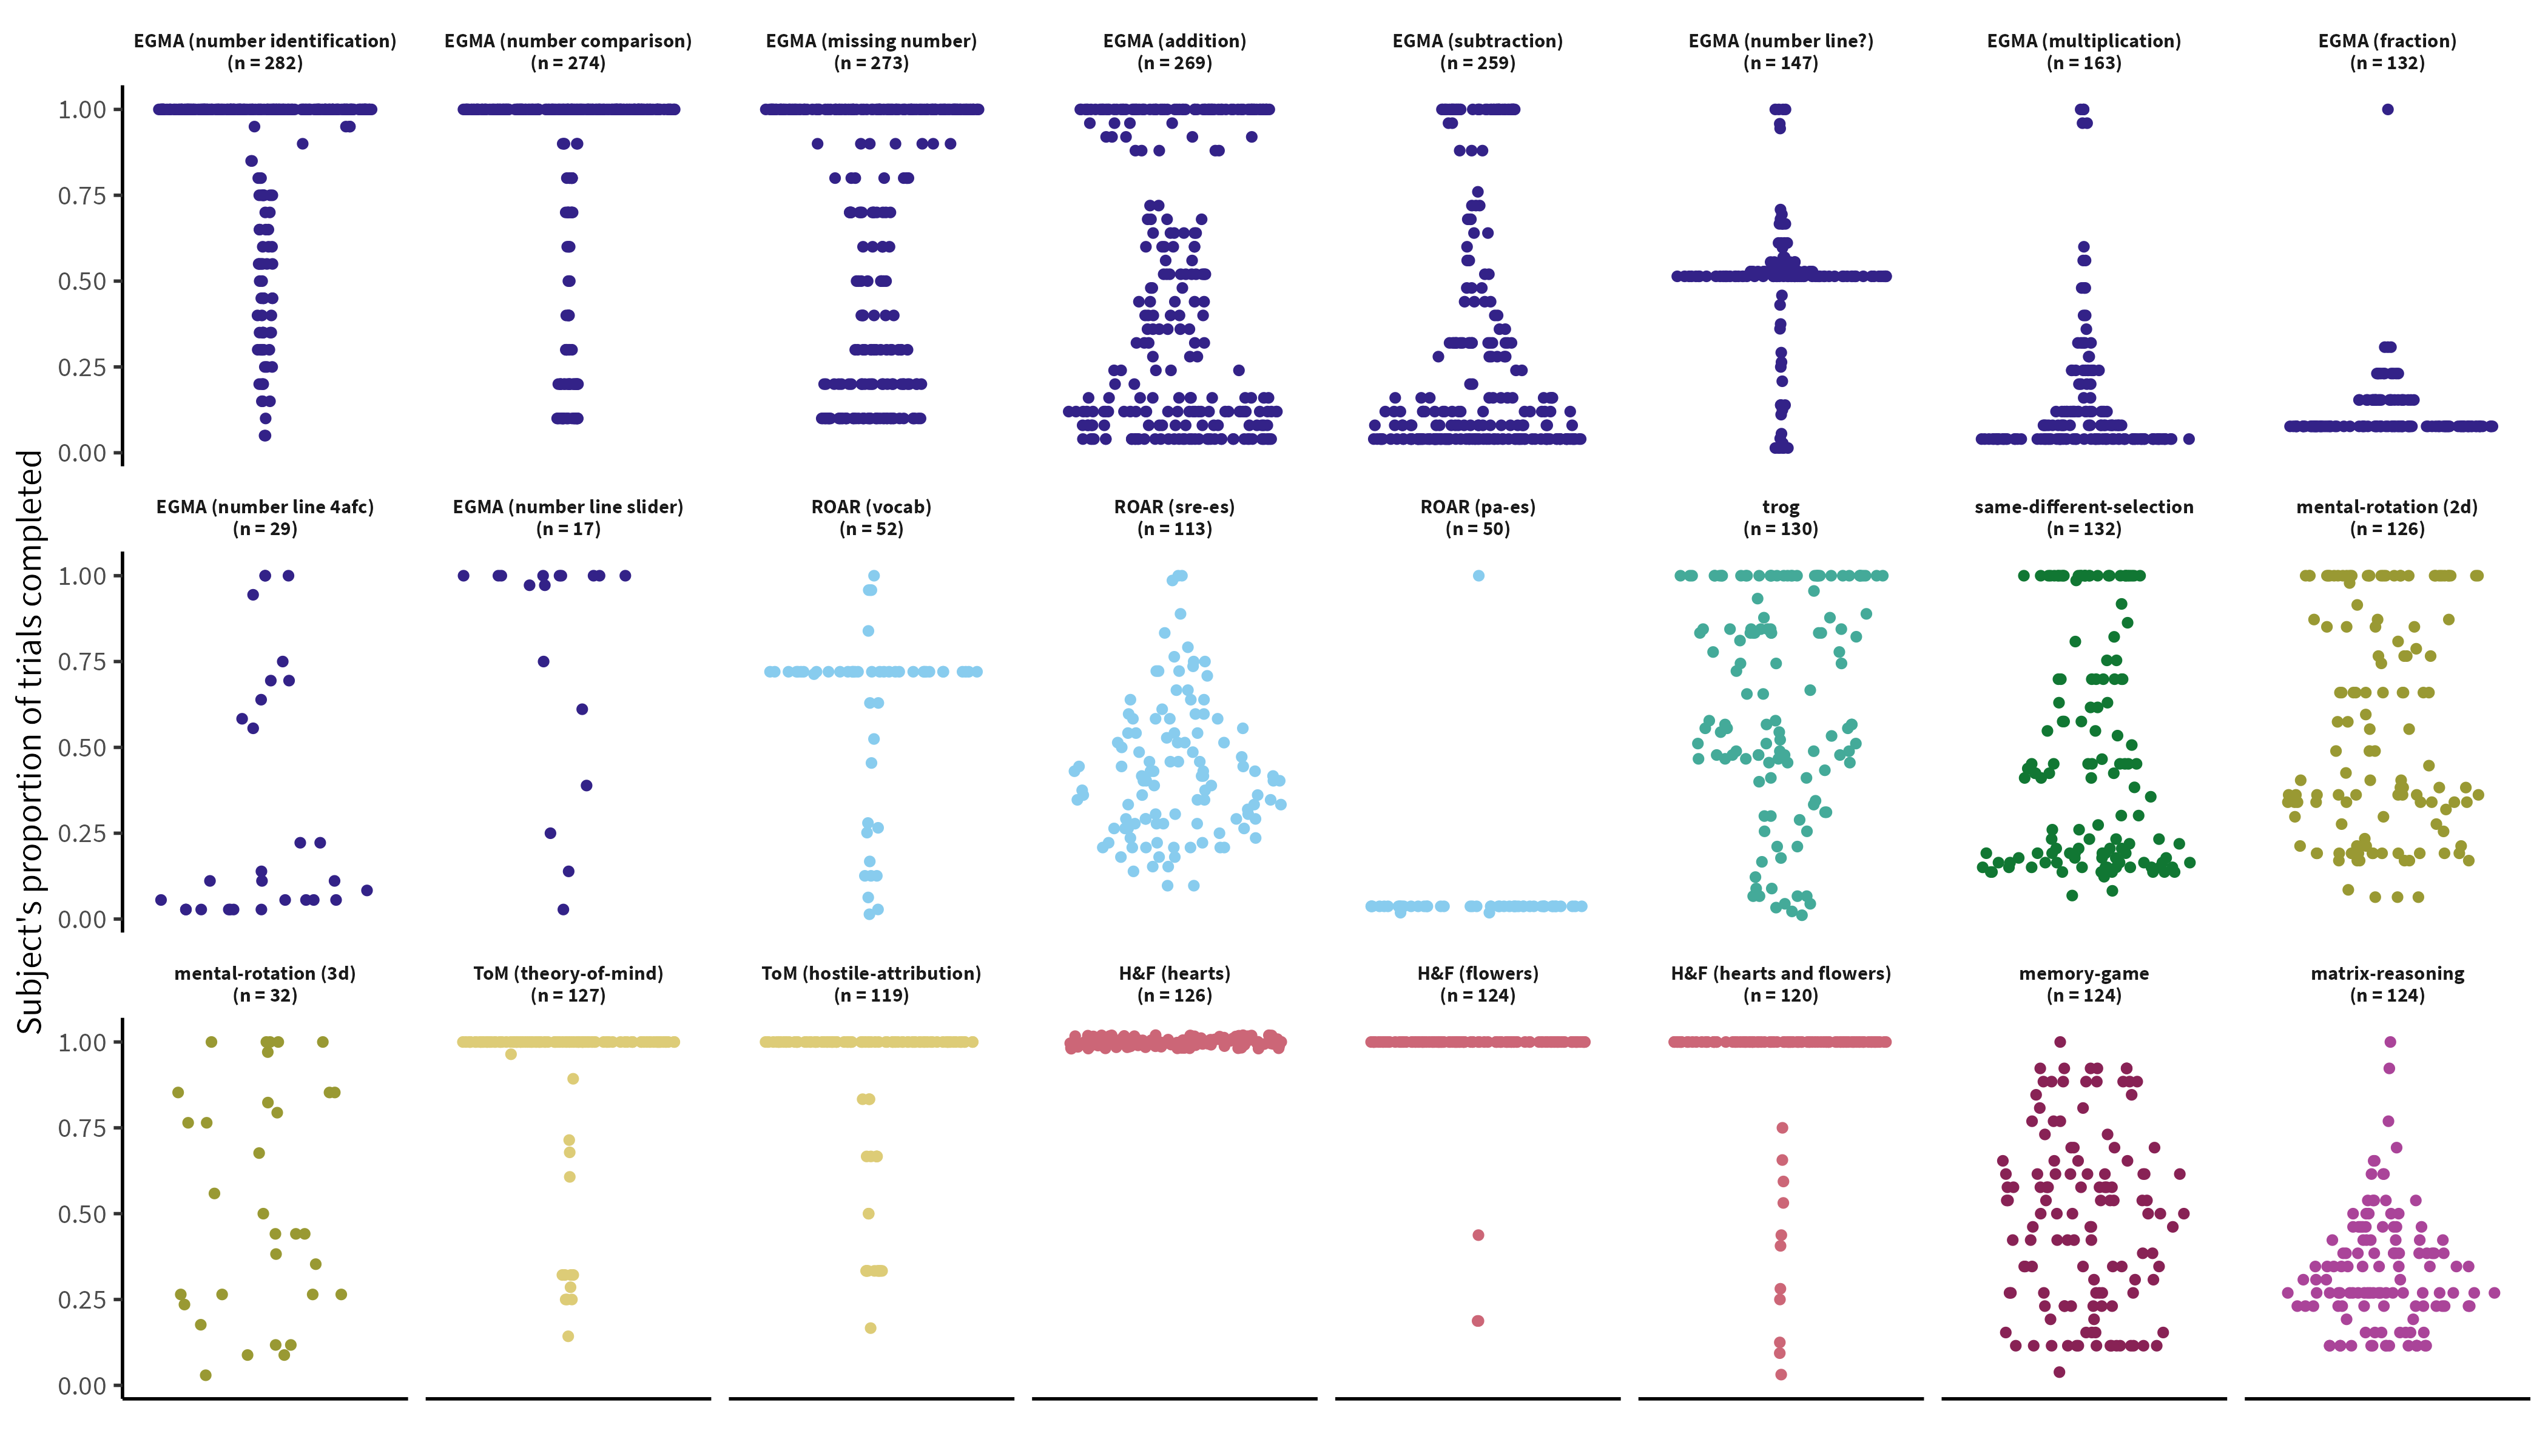 EGMA (number identification)
(n = 282)
EGMA (number comparison)
(n = 274)
EGMA (missing number)
(n = 273)
EGMA (addition)
(n = 269)
EGMA (subtraction)
(n = 259)
EGMA (number line?)
(n = 147)
EGMA (multiplication)
(n = 163)
EGMA (fraction)
(n = 132)
1.00
0.75
0.50
0.25
0.00
Subject's proportion of trials completed
EGMA (number line 4afc)
(n = 29)
EGMA (number line slider)
(n = 17)
ROAR (vocab)
(n = 52)
ROAR (sre-es)
(n = 113)
ROAR (pa-es)
(n = 50)
trog
(n = 130)
same-different-selection
(n = 132)
mental-rotation (2d)
(n = 126)
1.00
0.75
0.50
0.25
0.00
mental-rotation (3d)
(n = 32)
ToM (theory-of-mind)
(n = 127)
ToM (hostile-attribution)
(n = 119)
H&F (hearts)
(n = 126)
H&F (flowers)
(n = 124)
H&F (hearts and flowers)
(n = 120)
memory-game
(n = 124)
matrix-reasoning
(n = 124)
1.00
0.75
0.50
0.25
0.00